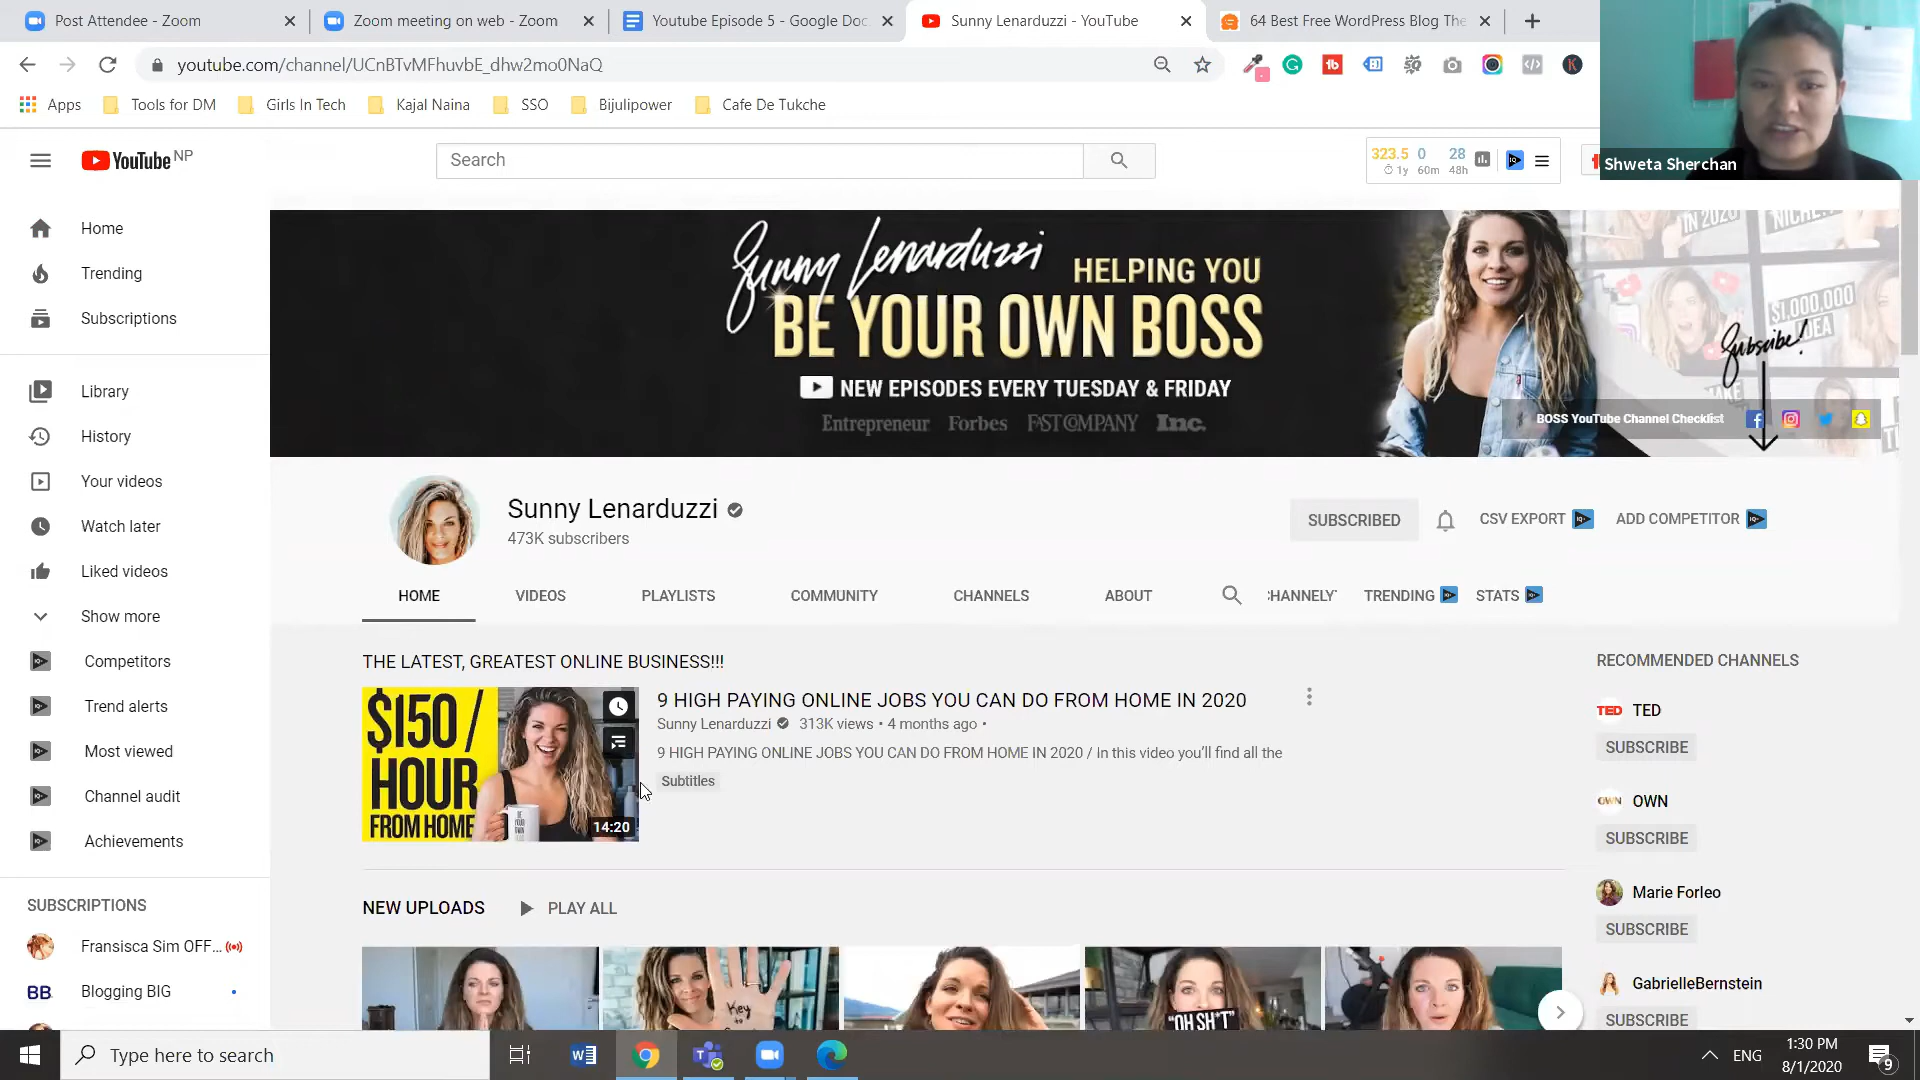 Post Attendee - Zoom
Zoom meeting on web - Zoom
Youtube Episode 5 - Google Doc
Sunny Lenarduzzi - YouTube
64 Best Free WordPress Blog The
youtube.com/channel/UCnBTvMFhuvbE_dhw2mo0NaQ
Apps
Tools for DM
Girls In Tech
Kajal Naina
SSO
Bijulipower
Cafe De Tukche
Shweta Sherchan
YouTube NP
Search
323.5 0 28
1y 60m 48h
Home
Trending
Subscriptions
Library
History
Your videos
Watch later
Liked videos
Show more
Competitors
Trend alerts
Most viewed
Channel audit
Achievements
SUBSCRIPTIONS
Fransisca Sim OFF...
BB Blogging BIG
Sunny Lenarduzzi
HELPING YOU
BE YOUR OWN BOSS
NEW EPISODES EVERY TUESDAY & FRIDAY
Entrepreneur Forbes FAST COMPANY Inc.
IN 2020
NICHE
$1,000,000
IDEA
Subscribe!
BOSS YouTube Channel Checklist
Sunny Lenarduzzi
473K subscribers
SUBSCRIBED
CSV EXPORT
ADD COMPETITOR
HOME
VIDEOS
PLAYLISTS
COMMUNITY
CHANNELS
ABOUT
TRENDING
STATS
THE LATEST, GREATEST ONLINE BUSINESS!!!
$150/
HOUR
FROM HOME
14:20
9 HIGH PAYING ONLINE JOBS YOU CAN DO FROM HOME IN 2020
Sunny Lenarduzzi 313K views • 4 months ago •
9 HIGH PAYING ONLINE JOBS YOU CAN DO FROM HOME IN 2020 / In this video you'll find all the
Subtitles
NEW UPLOADS
PLAY ALL
Key
to
"OH SH*T"
RECOMMENDED CHANNELS
TED TED
SUBSCRIBE
OWN OWN
SUBSCRIBE
Marie Forleo
SUBSCRIBE
GabrielleBernstein
SUBSCRIBE
Type here to search
ENG
1:30 PM
8/1/2020
9